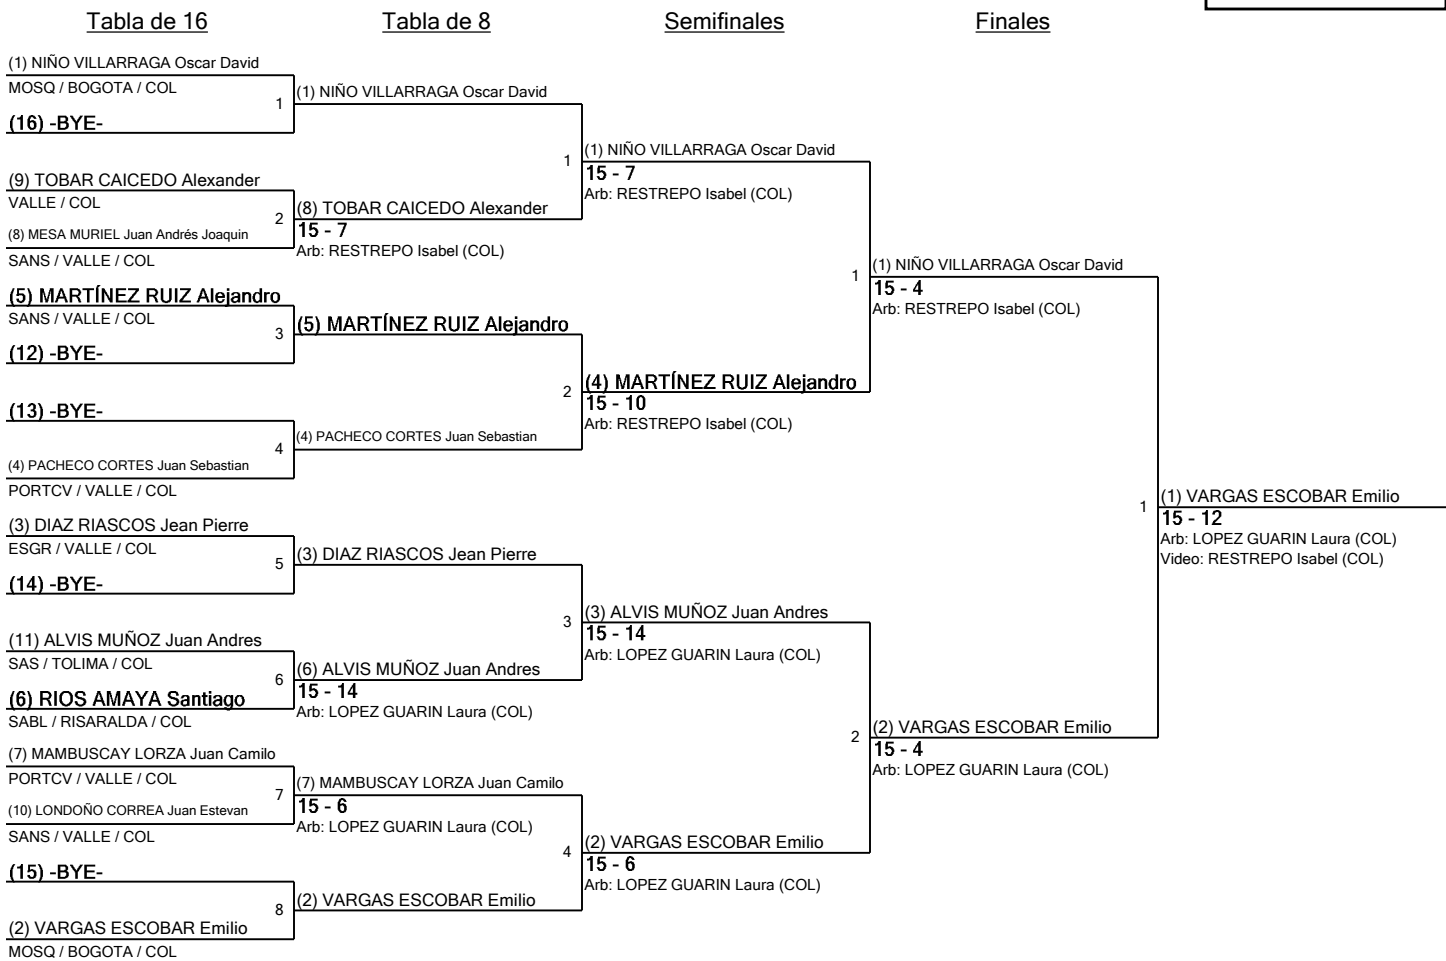 Tabla de 16
Tabla de 8
Semifinales
Finales
(1) NIÑO VILLARRAGA Oscar David
MOSQ / BOGOTA / COL
1
(16) -BYE-
(9) TOBAR CAICEDO Alexander
VALLE / COL
2
(8) MESA MURIEL Juan Andrés Joaquin
SANS / VALLE / COL
(5) MARTÍNEZ RUIZ Alejandro
SANS / VALLE / COL
3
(12) -BYE-
(13) -BYE-
4
(4) PACHECO CORTES Juan Sebastian
PORTCV / VALLE / COL
(3) DIAZ RIASCOS Jean Pierre
ESGR / VALLE / COL
5
(14) -BYE-
(11) ALVIS MUÑOZ Juan Andres
SAS / TOLIMA / COL
6
(6) RIOS AMAYA Santiago
SABL / RISARALDA / COL
(7) MAMBUSCAY LORZA Juan Camilo
PORTCV / VALLE / COL
7
(10) LONDOÑO CORREA Juan Estevan
SANS / VALLE / COL
(15) -BYE-
8
(2) VARGAS ESCOBAR Emilio
MOSQ / BOGOTA / COL
(1) NIÑO VILLARRAGA Oscar David
1
(8) TOBAR CAICEDO Alexander
15 - 7
Arb: RESTREPO Isabel (COL)
(5) MARTÍNEZ RUIZ Alejandro
2
(4) PACHECO CORTES Juan Sebastian
(3) DIAZ RIASCOS Jean Pierre
3
(6) ALVIS MUÑOZ Juan Andres
15 - 14
Arb: LOPEZ GUARIN Laura (COL)
(7) MAMBUSCAY LORZA Juan Camilo
15 - 6
Arb: LOPEZ GUARIN Laura (COL)
4
(2) VARGAS ESCOBAR Emilio
(1) NIÑO VILLARRAGA Oscar David
15 - 7
Arb: RESTREPO Isabel (COL)
1
(4) MARTÍNEZ RUIZ Alejandro
15 - 10
Arb: RESTREPO Isabel (COL)
(3) ALVIS MUÑOZ Juan Andres
15 - 14
Arb: LOPEZ GUARIN Laura (COL)
2
(2) VARGAS ESCOBAR Emilio
15 - 6
Arb: LOPEZ GUARIN Laura (COL)
(1) NIÑO VILLARRAGA Oscar David
15 - 4
Arb: RESTREPO Isabel (COL)
1
(2) VARGAS ESCOBAR Emilio
15 - 4
Arb: LOPEZ GUARIN Laura (COL)
(1) VARGAS ESCOBAR Emilio
15 - 12
Arb: LOPEZ GUARIN Laura (COL)
Video: RESTREPO Isabel (COL)